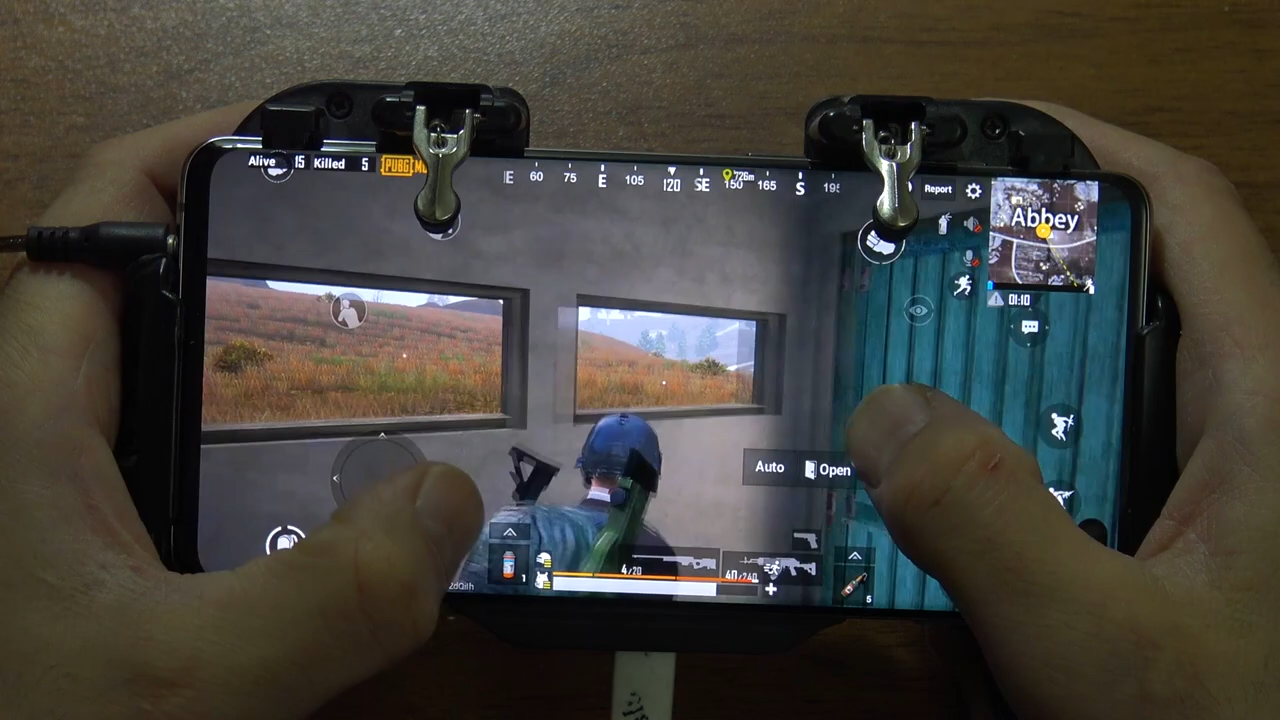 Alive 15 Killed 5 PUBG M
E 60 75 E 105 120 SE 150 165 S 195
726m
Report
Abbey
01:10
Auto Open
1
4/20
40/240
5